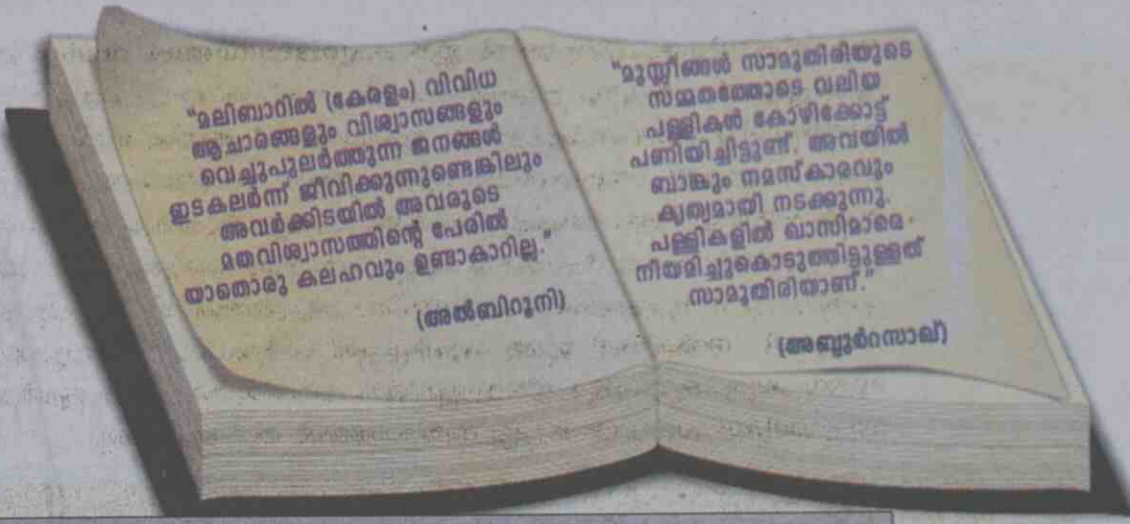 "മലിബാറിൽ (കേരളം) വിവിധ
ആചാരങ്ങളും വിശ്വാസങ്ങളും
വെച്ചുപുലർത്തുന്ന ജനങ്ങൾ
ഇടകലർന്ന് ജീവിക്കുന്നുണ്ടെങ്കിലും
അവർക്കിടയിൽ അവരുടെ
മതവിശ്വാസത്തിന്റെ പേരിൽ
യാതൊരു കലഹവും ഉണ്ടാകാറില്ല."
(അൽബിറൂനി)
"മുസ്ലീങ്ങൾ സാമൂതിരിയുടെ
സമ്മതത്തോടെ വലിയ
പള്ളികൾ കോഴിക്കോട്ട്
പണിയിച്ചിട്ടുണ്ട്. അവയിൽ
ബാങ്കും നമസ്കാരവും
കൃത്യമായി നടക്കുന്നു.
പള്ളികളിൽ ഖാസിമാരെ
നിയമിച്ചുകൊടുത്തിട്ടുള്ളത്
സാമൂതിരിയാണ്."
(അബ്ദുർറസാഖ്)